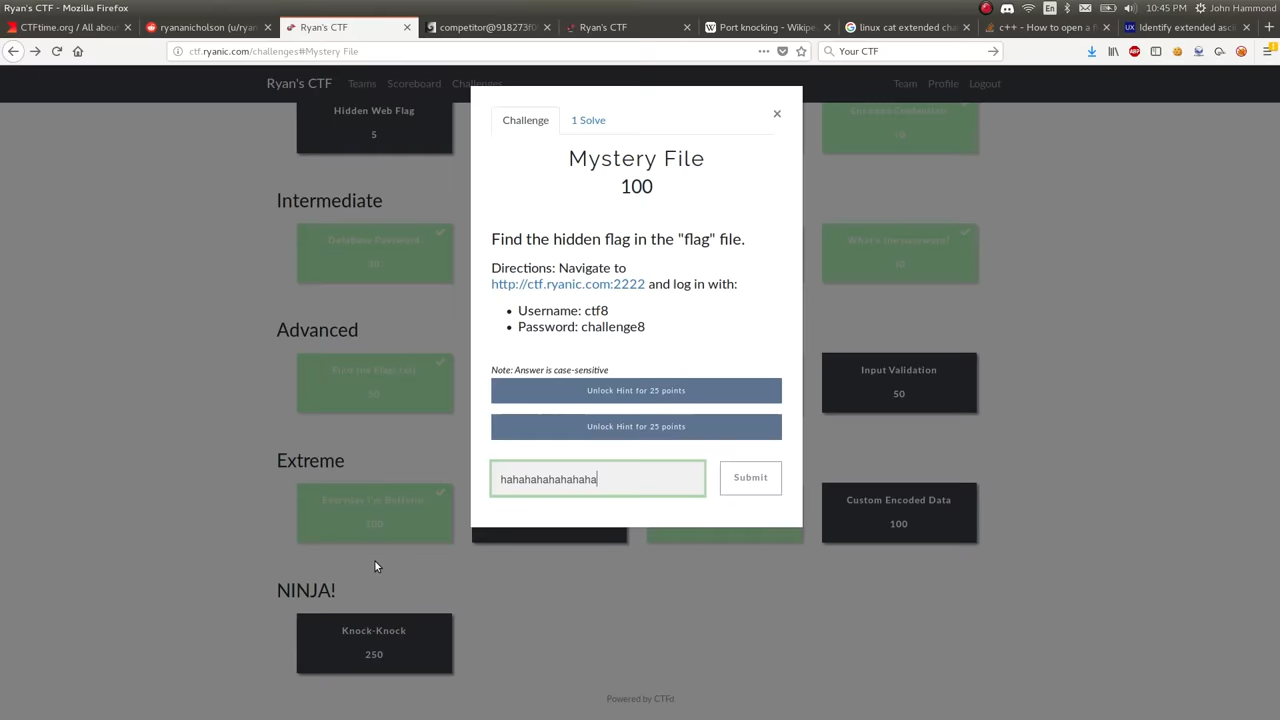 Ryan's CTF - Mozilla Firefox
En
10:45 PM
John Hammond
CTFtime.org / All about
ryananicholson (u/ryan
Ryan's CTF
competitor@918273f0
Ryan's CTF
Port knocking - Wikipe
linux cat extended cha
c++ - How to open a f
Identify extended ascii
ctf.ryanic.com/challenges#Mystery File
Your CTF
Ryan's CTF
Teams
Scoreboard
Challenges
Team
Profile
Logout
Hidden Web Flag
5
Challenge
1 Solve
×
Mystery File
100
Find the hidden flag in the "flag" file.
Directions: Navigate to
http://ctf.ryanic.com:2222 and log in with:
• Username: ctf8
• Password: challenge8
Note: Answer is case-sensitive
Unlock Hint for 25 points
Unlock Hint for 25 points
hahahahahahahaha
Submit
Intermediate
Database Password
What's the password?
Advanced
Input Validation
50
Extreme
100
Custom Encoded Data
100
NINJA!
Knock-Knock
250
Powered by CTFd